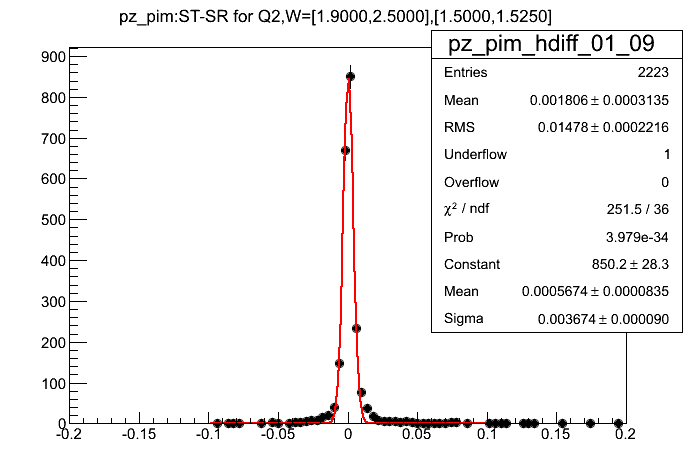 pz_pim:ST-SR for Q2,W=[1.9000,2.5000],[1.5000,1.5250]
pz_pim_hdiff_01_09
Entries 2223
Mean 0.001806 ± 0.0003135
RMS 0.01478 ± 0.0002216
Underflow 1
Overflow 0
χ² / ndf 251.5 / 36
Prob 3.979e-34
Constant 850.2 ± 28.3
Mean 0.0005674 ± 0.0000835
Sigma 0.003674 ± 0.000090
900
800
700
600
500
400
300
200
100
0
-0.2 -0.15 -0.1 -0.05 0 0.05 0.1 0.15 0.2